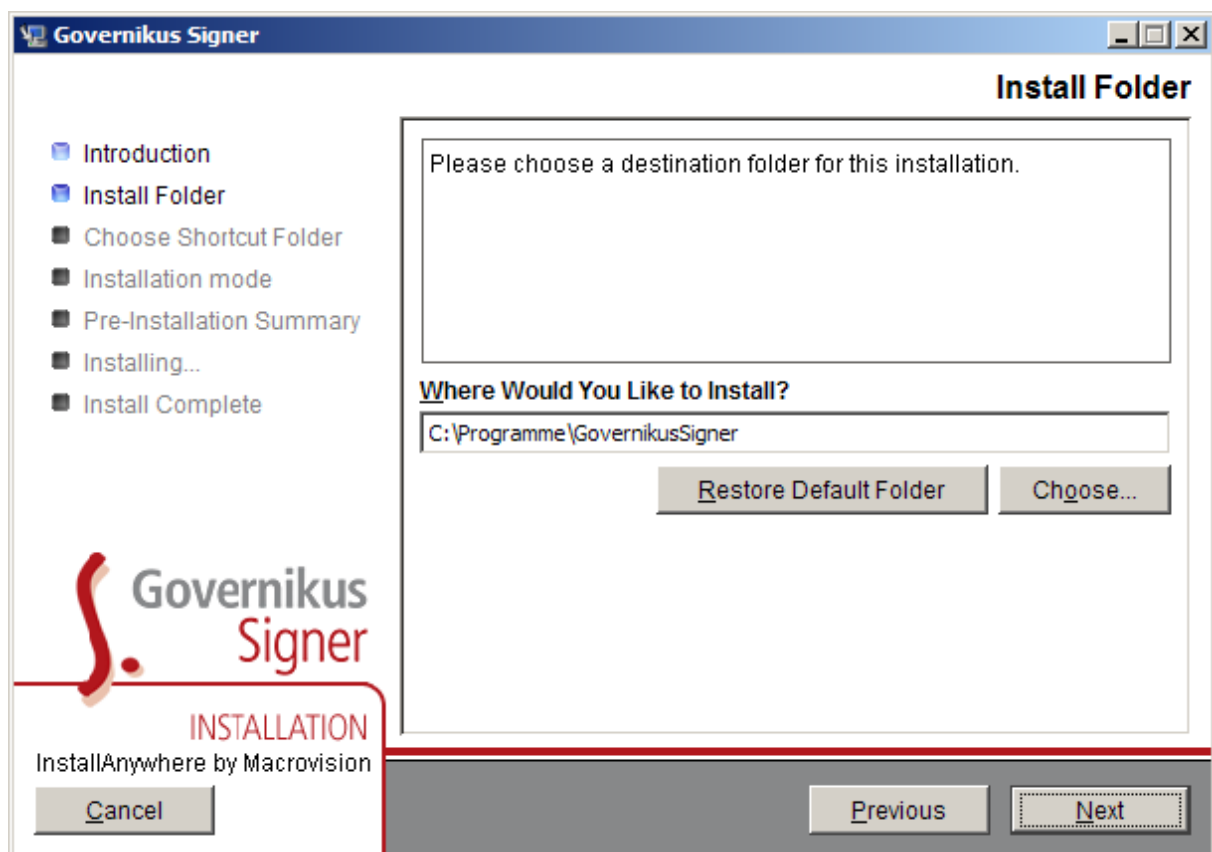 Governikus Signer
Install Folder
Introduction
Install Folder
Choose Shortcut Folder
Installation mode
Pre-Installation Summary
Installing...
Install Complete
Please choose a destination folder for this installation.
Where Would You Like to Install?
C:\Programme\GovernikusSigner
Restore Default Folder
Choose...
Governikus
Signer
INSTALLATION
InstallAnywhere by Macrovision
Cancel
Previous
Next